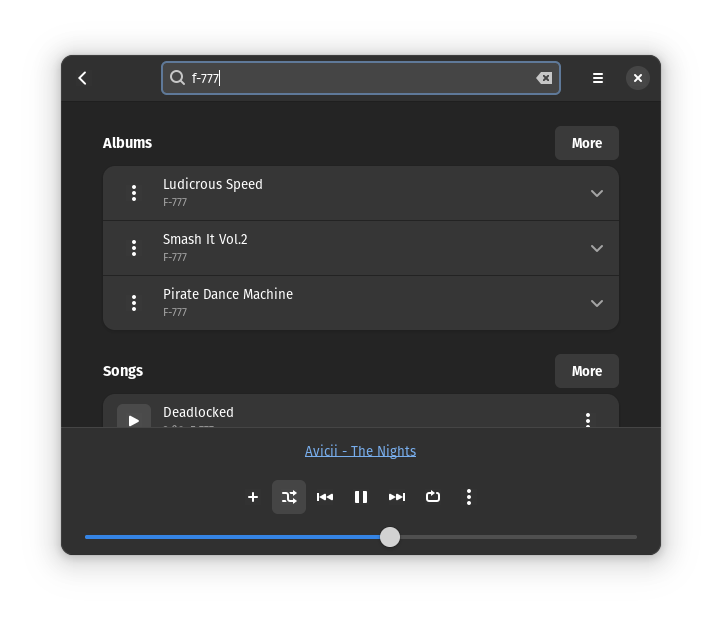 f-777
Albums
More
Ludicrous Speed
F-777
Smash It Vol.2
F-777
Pirate Dance Machine
F-777
Songs
More
Deadlocked
Avicii - The Nights